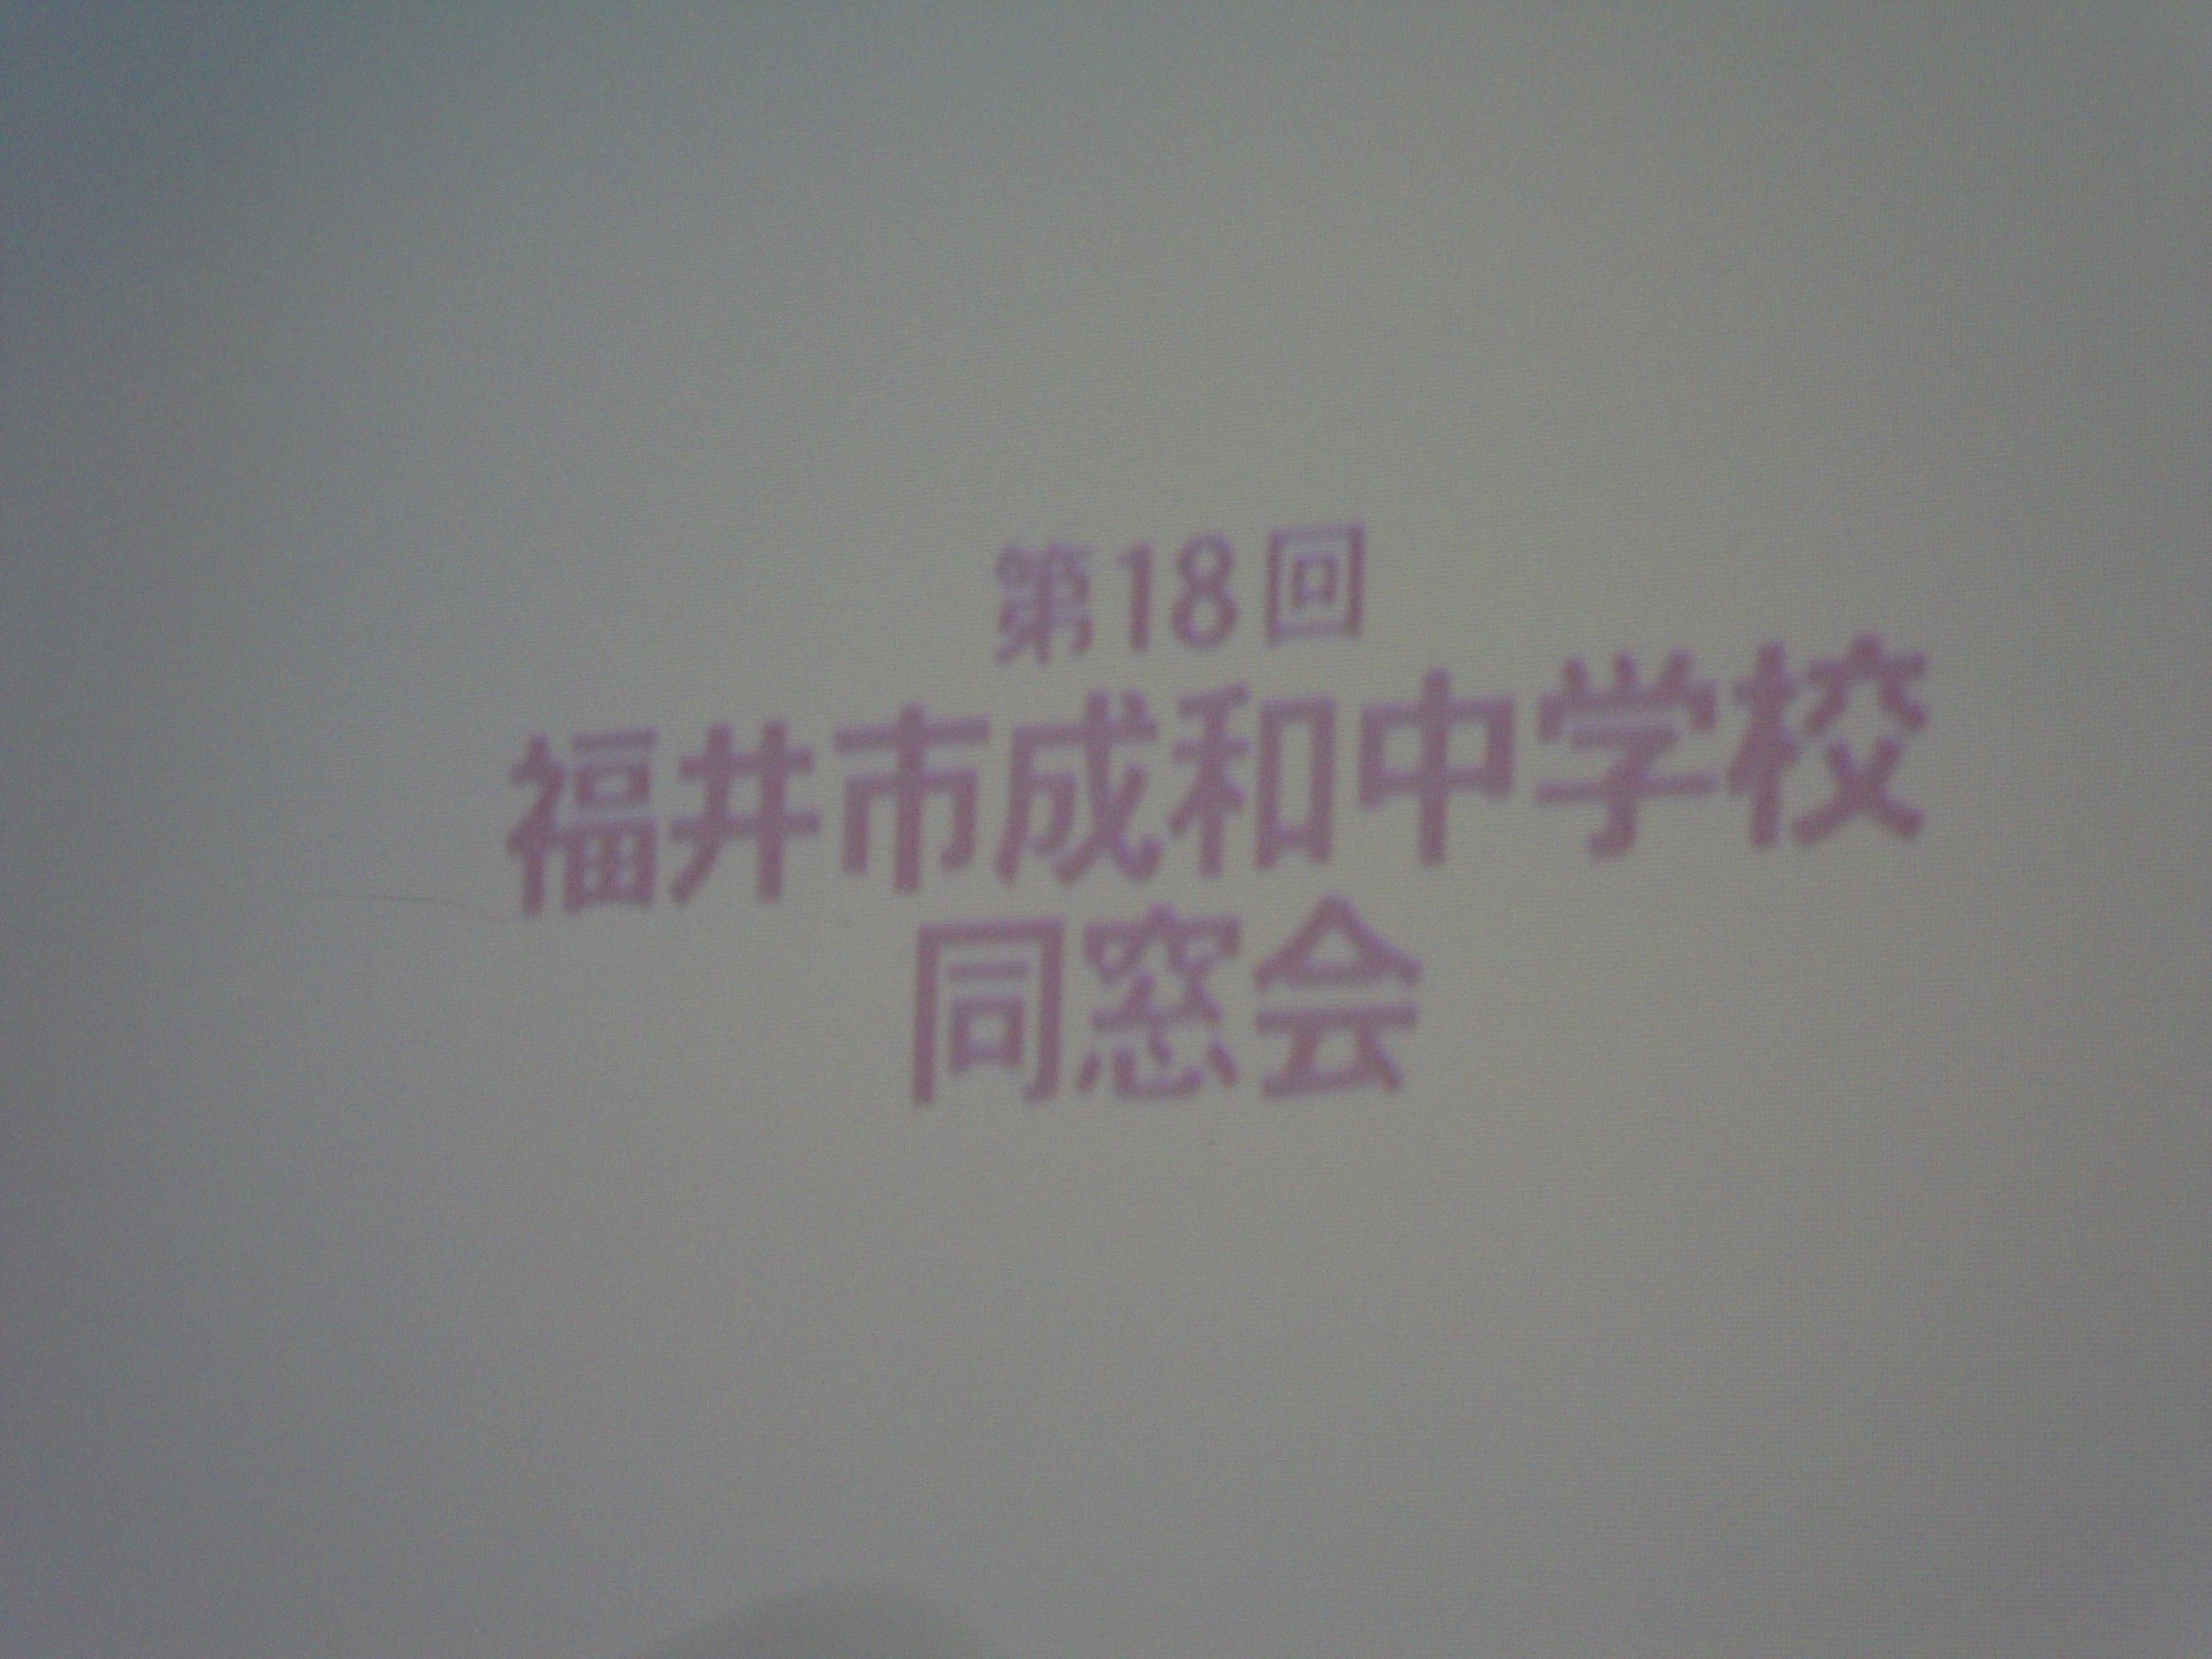 第18回
福井市成和中学校
同窓会